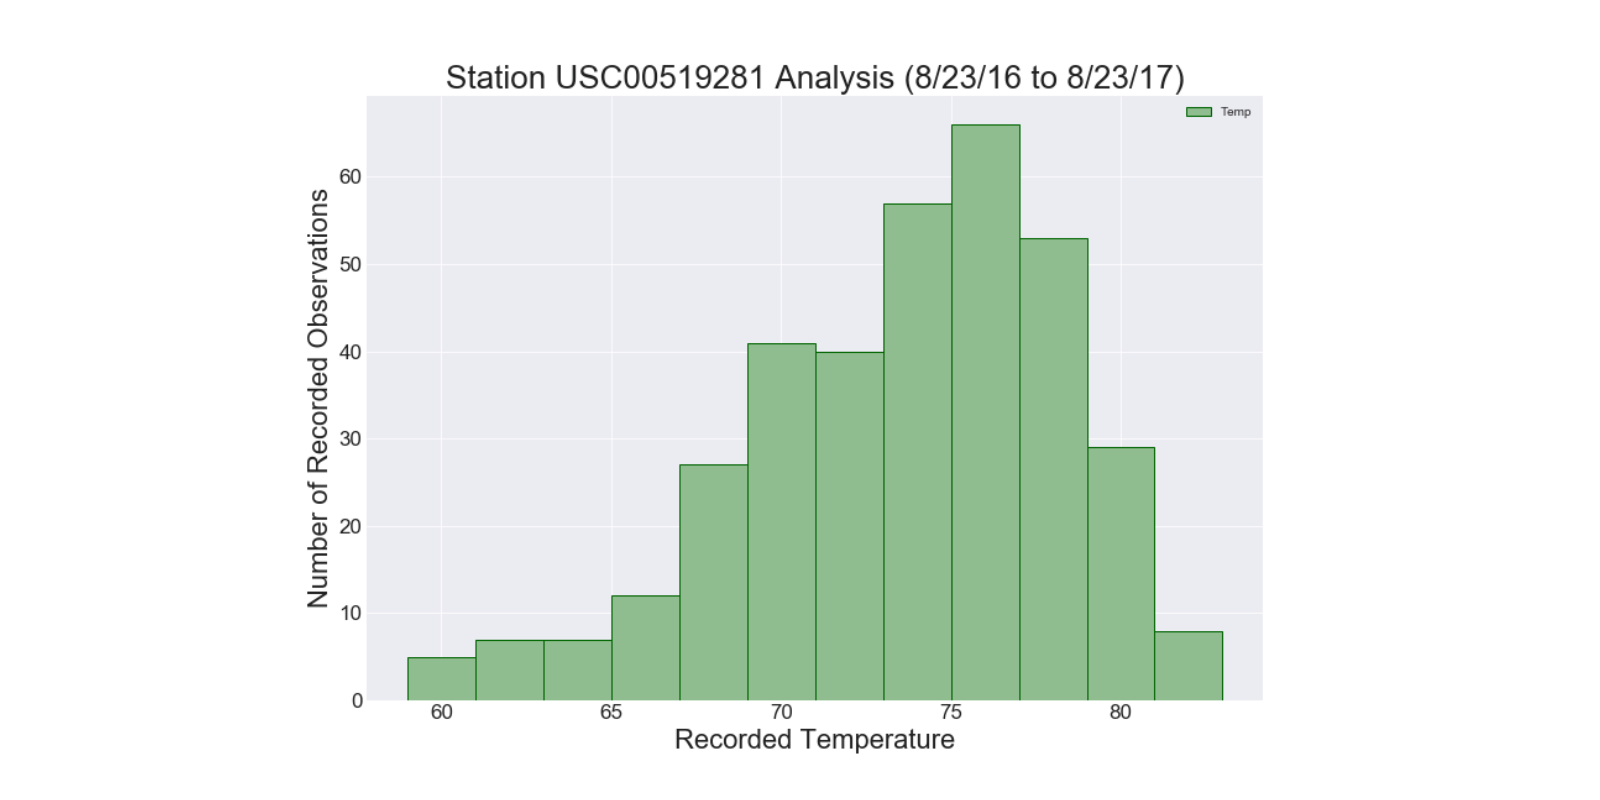 Station USC00519281 Analysis (8/23/16 to 8/23/17)
Temp
Number of Recorded Observations
60
50
40
30
20
10
0
60 65 70 75 80
Recorded Temperature